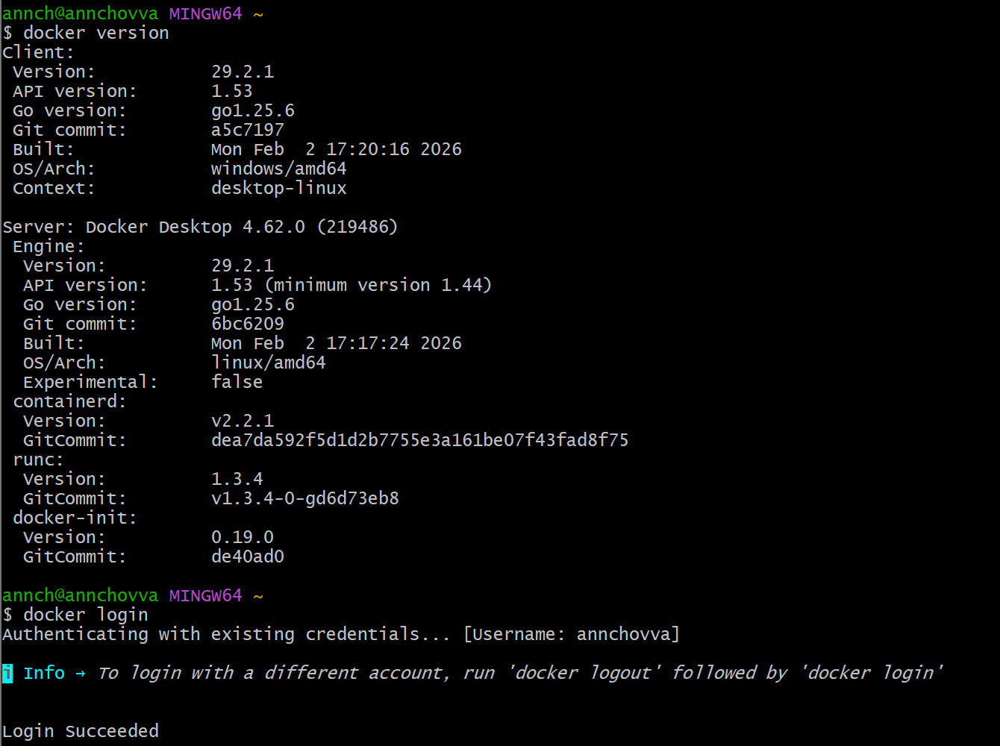 annch@annchovva MINGW64 ~
$ docker version
Client:
 Version:           29.2.1
 API version:       1.53
 Go version:        go1.25.6
 Git commit:        a5c7197
 Built:             Mon Feb  2 17:20:16 2026
 OS/Arch:           windows/amd64
 Context:           desktop-linux

Server: Docker Desktop 4.62.0 (219486)
 Engine:
  Version:          29.2.1
  API version:      1.53 (minimum version 1.44)
  Go version:       go1.25.6
  Git commit:       6bc6209
  Built:            Mon Feb  2 17:17:24 2026
  OS/Arch:          linux/amd64
  Experimental:     false
 containerd:
  Version:          v2.2.1
  GitCommit:        dea7da592f5d1d2b7755e3a161be07f43fad8f75
 runc:
  Version:          1.3.4
  GitCommit:        v1.3.4-0-gd6d73eb8
 docker-init:
  Version:          0.19.0
  GitCommit:        de40ad0

annch@annchovva MINGW64 ~
$ docker login
Authenticating with existing credentials... [Username: annchovva]

i Info → To login with a different account, run 'docker logout' followed by 'docker login'


Login Succeeded